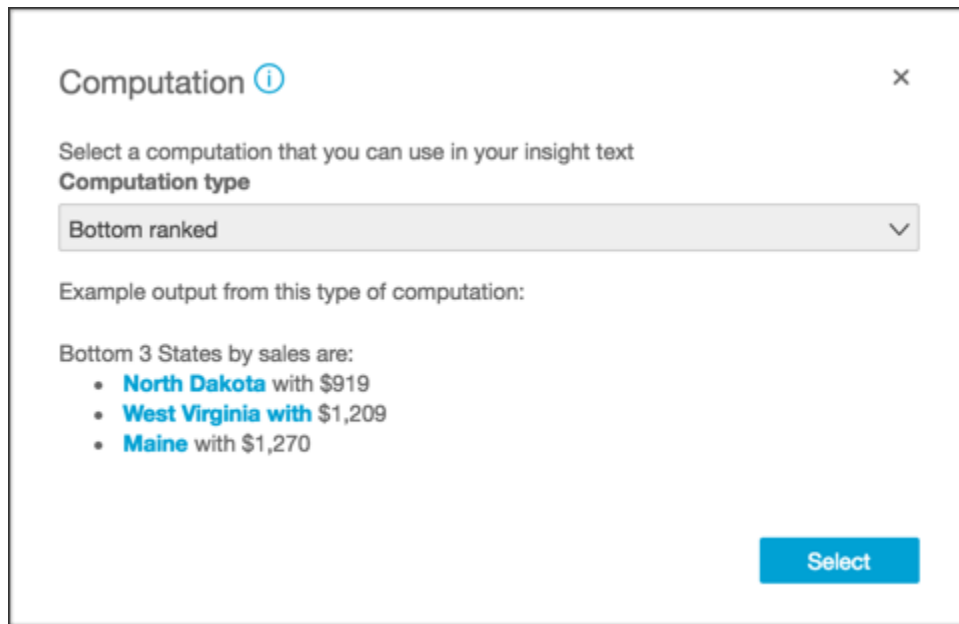 Computation
Select a computation that you can use in your insight text
Computation type
Bottom ranked
Example output from this type of computation:
Bottom 3 States by sales are:
• North Dakota with $919
• West Virginia with $1,209
• Maine with $1,270
Select